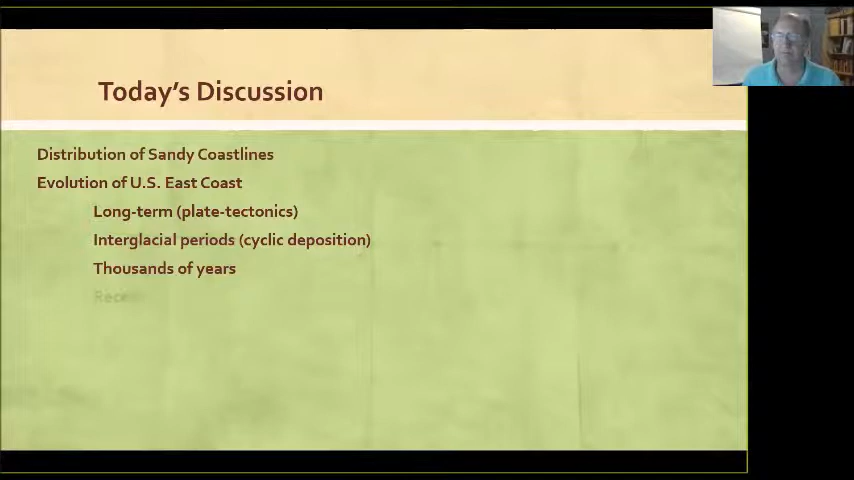 Today's Discussion
Distribution of Sandy Coastlines
Evolution of U.S. East Coast
Long-term (plate-tectonics)
Interglacial periods (cyclic deposition)
Thousands of years